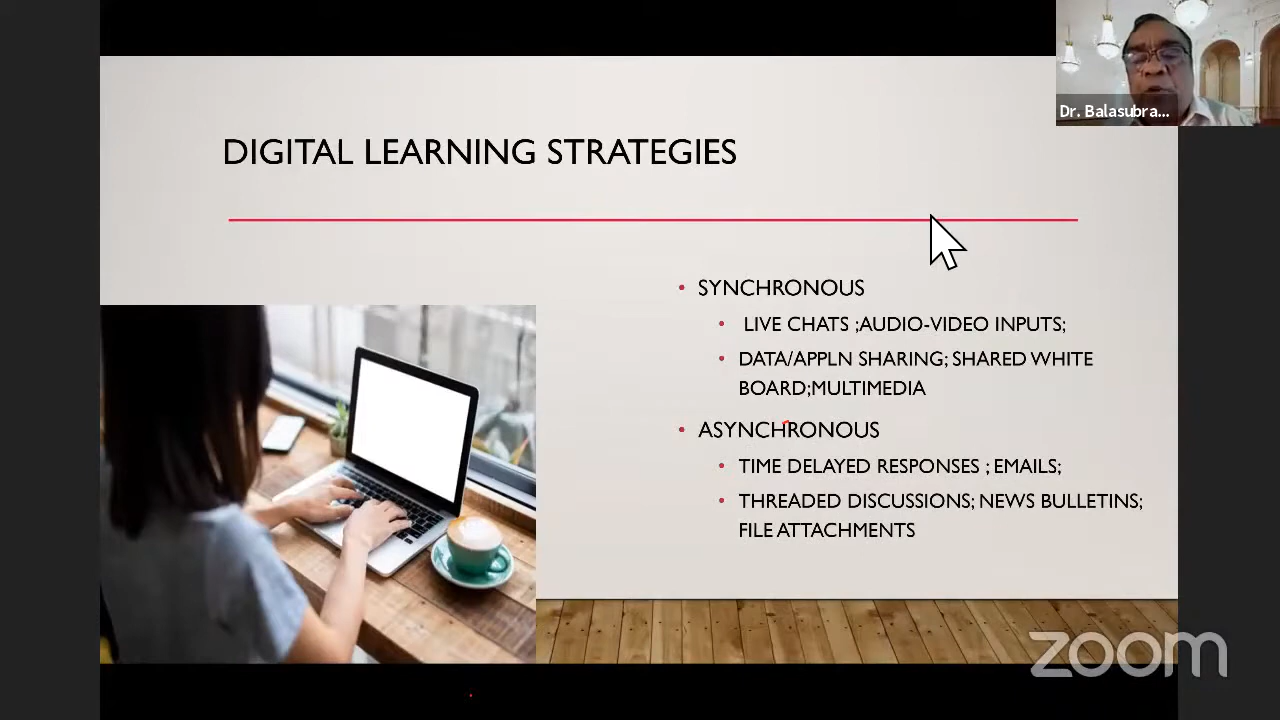 Dr. Balasubra...
DIGITAL LEARNING STRATEGIES
• SYNCHRONOUS
• LIVE CHATS ;AUDIO-VIDEO INPUTS;
• DATA/APPLN SHARING; SHARED WHITE
BOARD;MULTIMEDIA
• ASYNCHRONOUS
• TIME DELAYED RESPONSES ; EMAILS;
• THREADED DISCUSSIONS; NEWS BULLETINS;
FILE ATTACHMENTS
zoom